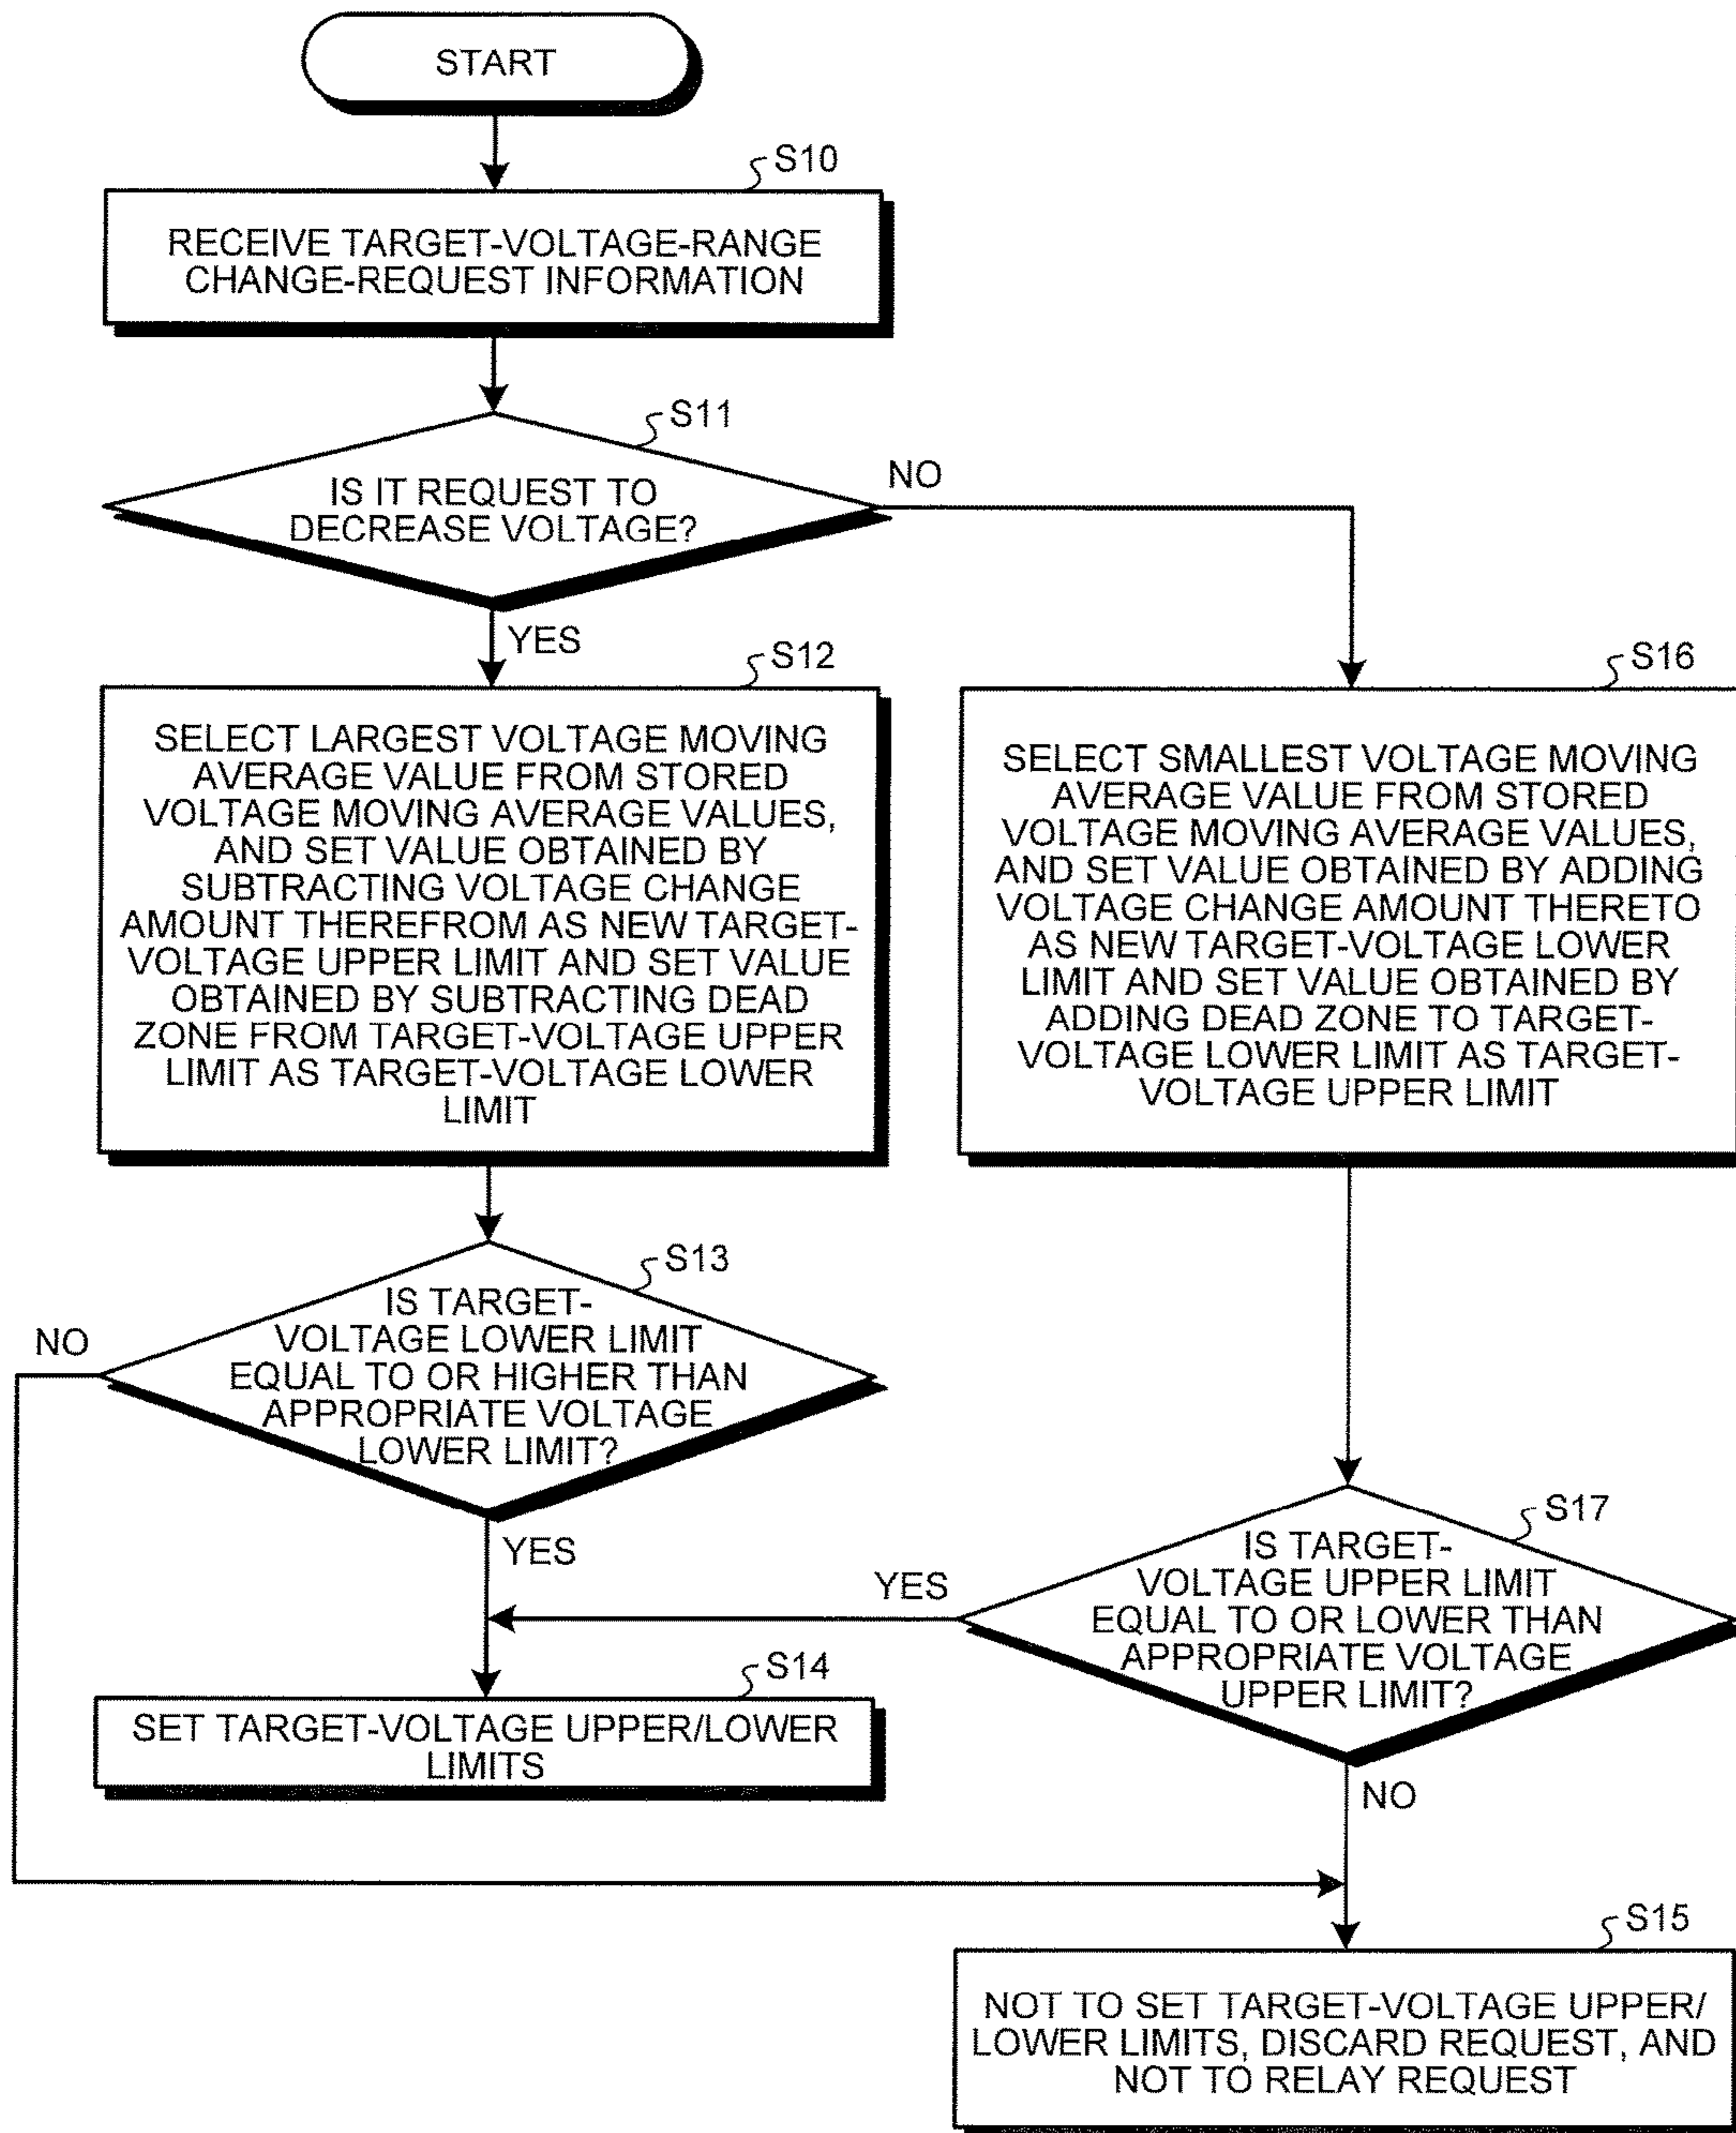 START
S10
RECEIVE TARGET-VOLTAGE-RANGE
CHANGE-REQUEST INFORMATION
S11
IS IT REQUEST TO
DECREASE VOLTAGE?
NO
YES
S12
SELECT LARGEST VOLTAGE MOVING
AVERAGE VALUE FROM STORED
VOLTAGE MOVING AVERAGE VALUES,
AND SET VALUE OBTAINED BY
SUBTRACTING VOLTAGE CHANGE
AMOUNT THEREFROM AS NEW TARGET-
VOLTAGE UPPER LIMIT AND SET VALUE
OBTAINED BY SUBTRACTING DEAD
ZONE FROM TARGET-VOLTAGE UPPER
LIMIT AS TARGET-VOLTAGE LOWER
LIMIT
S16
SELECT SMALLEST VOLTAGE MOVING
AVERAGE VALUE FROM STORED
VOLTAGE MOVING AVERAGE VALUES,
AND SET VALUE OBTAINED BY ADDING
VOLTAGE CHANGE AMOUNT THERETO
AS NEW TARGET-VOLTAGE LOWER
LIMIT AND SET VALUE OBTAINED BY
ADDING DEAD ZONE TO TARGET-
VOLTAGE LOWER LIMIT AS TARGET-
VOLTAGE UPPER LIMIT
S13
IS TARGET-
VOLTAGE LOWER LIMIT
EQUAL TO OR HIGHER THAN
APPROPRIATE VOLTAGE
LOWER LIMIT?
NO
YES
S17
IS TARGET-
VOLTAGE UPPER LIMIT
EQUAL TO OR LOWER THAN
APPROPRIATE VOLTAGE
UPPER LIMIT?
YES
NO
S14
SET TARGET-VOLTAGE UPPER/LOWER
LIMITS
S15
NOT TO SET TARGET-VOLTAGE UPPER/
LOWER LIMITS, DISCARD REQUEST, AND
NOT TO RELAY REQUEST